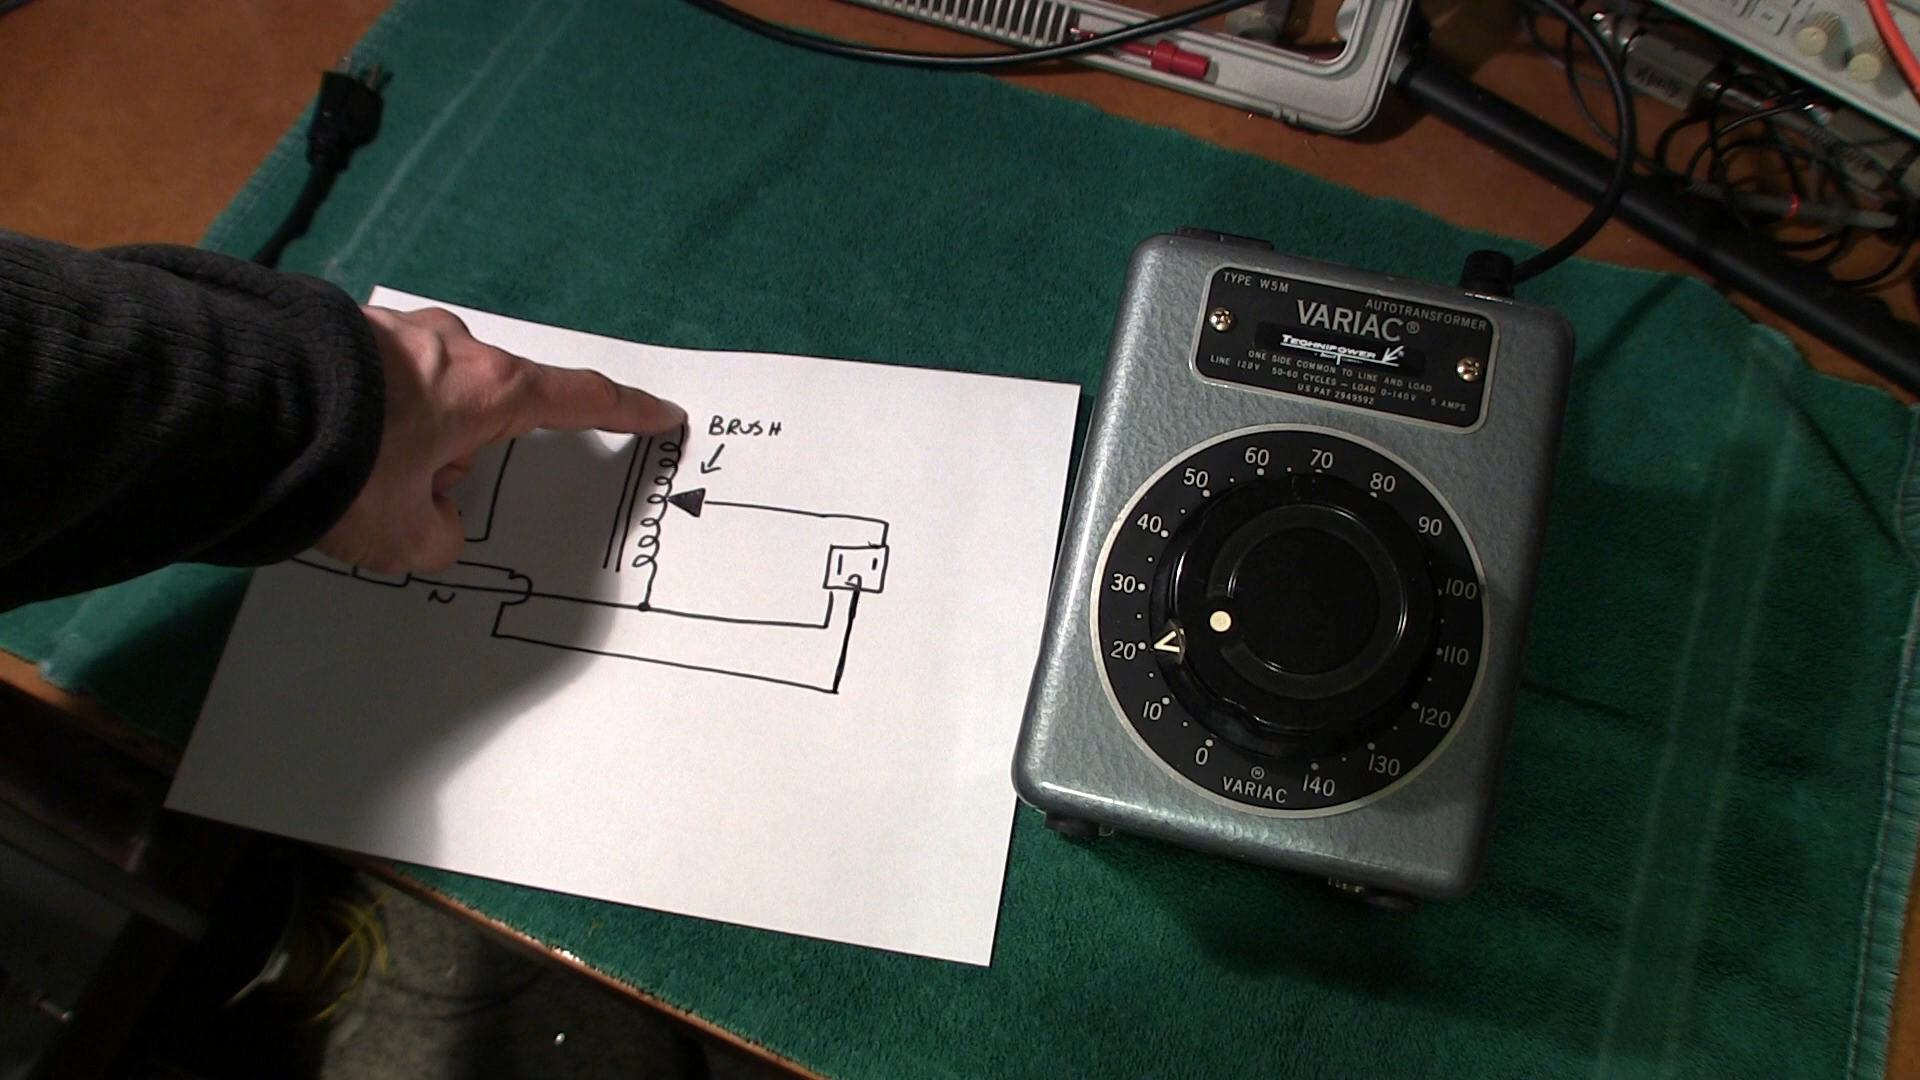 BRUSH
~
TYPE W5M
AUTOTRANSFORMER
VARIAC®
TECHNIPOWER
ONE SIDE COMMON TO LINE AND LOAD
LINE 120V 50-60 CYCLES — LOAD 0-140V 5 AMPS
US PAT 2949592
0
10
20
30
40
50
60
70
80
90
100
110
120
130
140
®
VARIAC